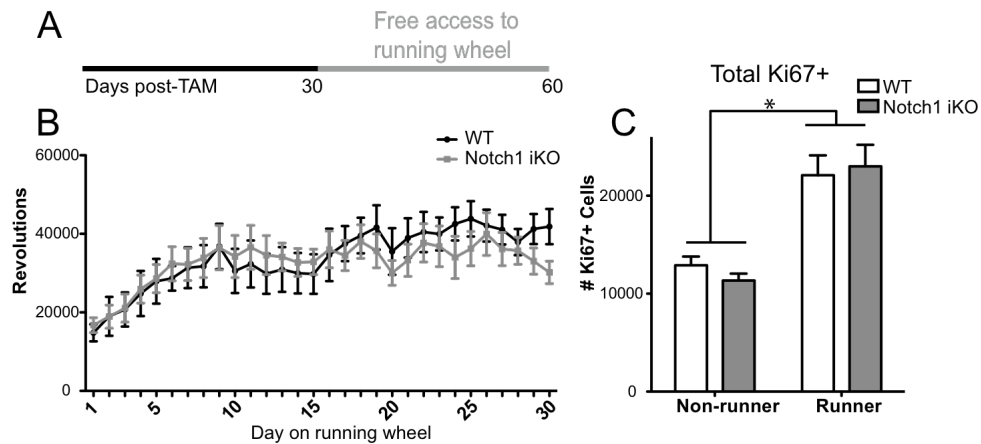 A
Free access to
running wheel
Days post-TAM 30 60
B
WT
Notch1 iKO
60000
40000
20000
0
Revolutions
1 5 10 15 20 25 30
Day on running wheel
C
Total Ki67+
WT
Notch1 iKO
*
# Ki67+ Cells
20000
10000
0
Non-runner Runner